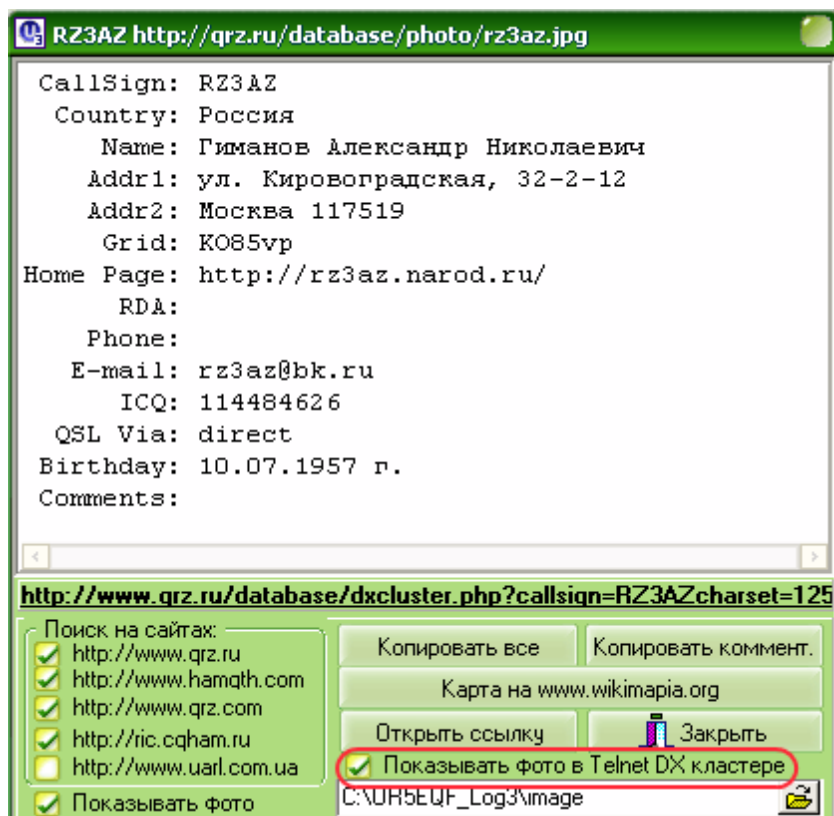 RZ3AZ http://qrz.ru/database/photo/rz3az.jpg
CallSign: RZ3AZ
Country: Россия
Name: Гиманов Александр Николаевич
Addr1: ул. Кировоградская, 32-2-12
Addr2: Москва 117519
Grid: KO85vp
Home Page: http://rz3az.narod.ru/
RDA:
Phone:
E-mail: rz3az@bk.ru
ICQ: 114484626
QSL Via: direct
Birthday: 10.07.1957 г.
Comments:
http://www.qrz.ru/database/dxcluster.php?callsign=RZ3AZcharset=125
Поиск на сайтах:
http://www.qrz.ru
http://www.hamqth.com
http://www.qrz.com
http://ric.cqham.ru
http://www.uarl.com.ua
Показывать фото
Копировать все
Копировать коммент.
Карта на www.wikimapia.org
Открыть ссылку
Закрыть
Показывать фото в Telnet DX кластере
C:\UR5EQF_Log3\image